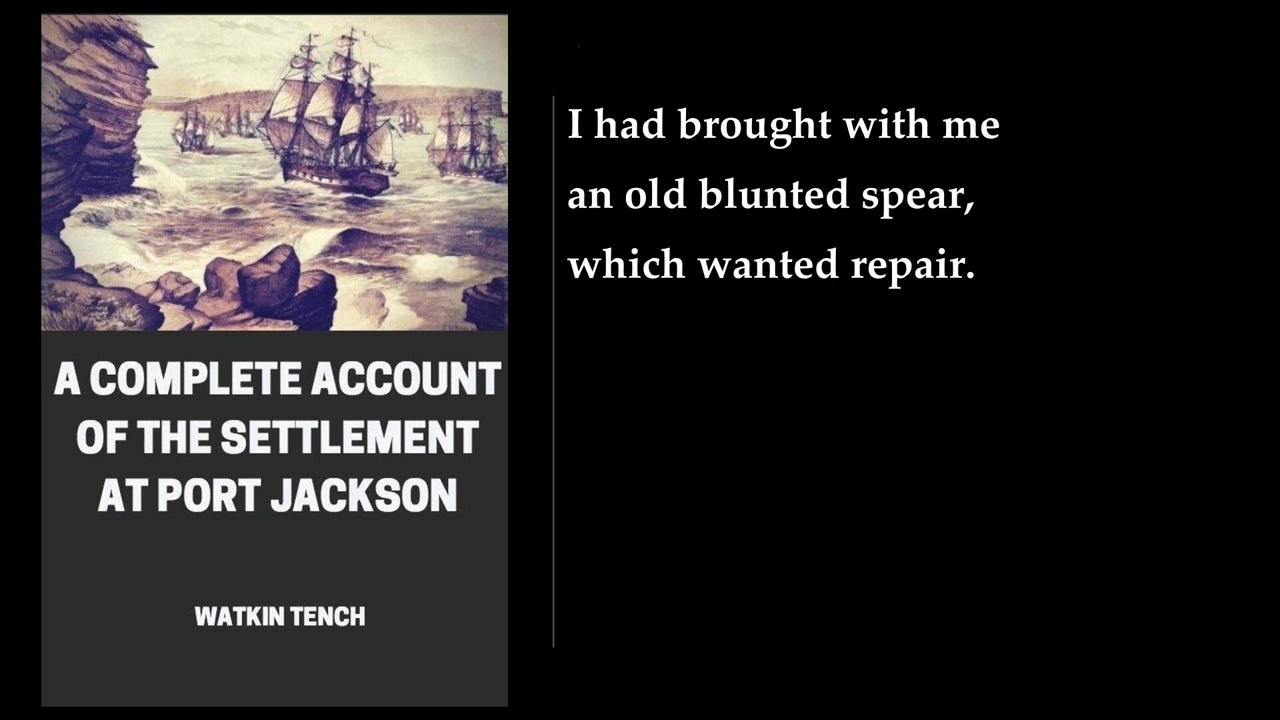 A COMPLETE ACCOUNT
OF THE SETTLEMENT
AT PORT JACKSON
WATKIN TENCH
I had brought with me
an old blunted spear,
which wanted repair.